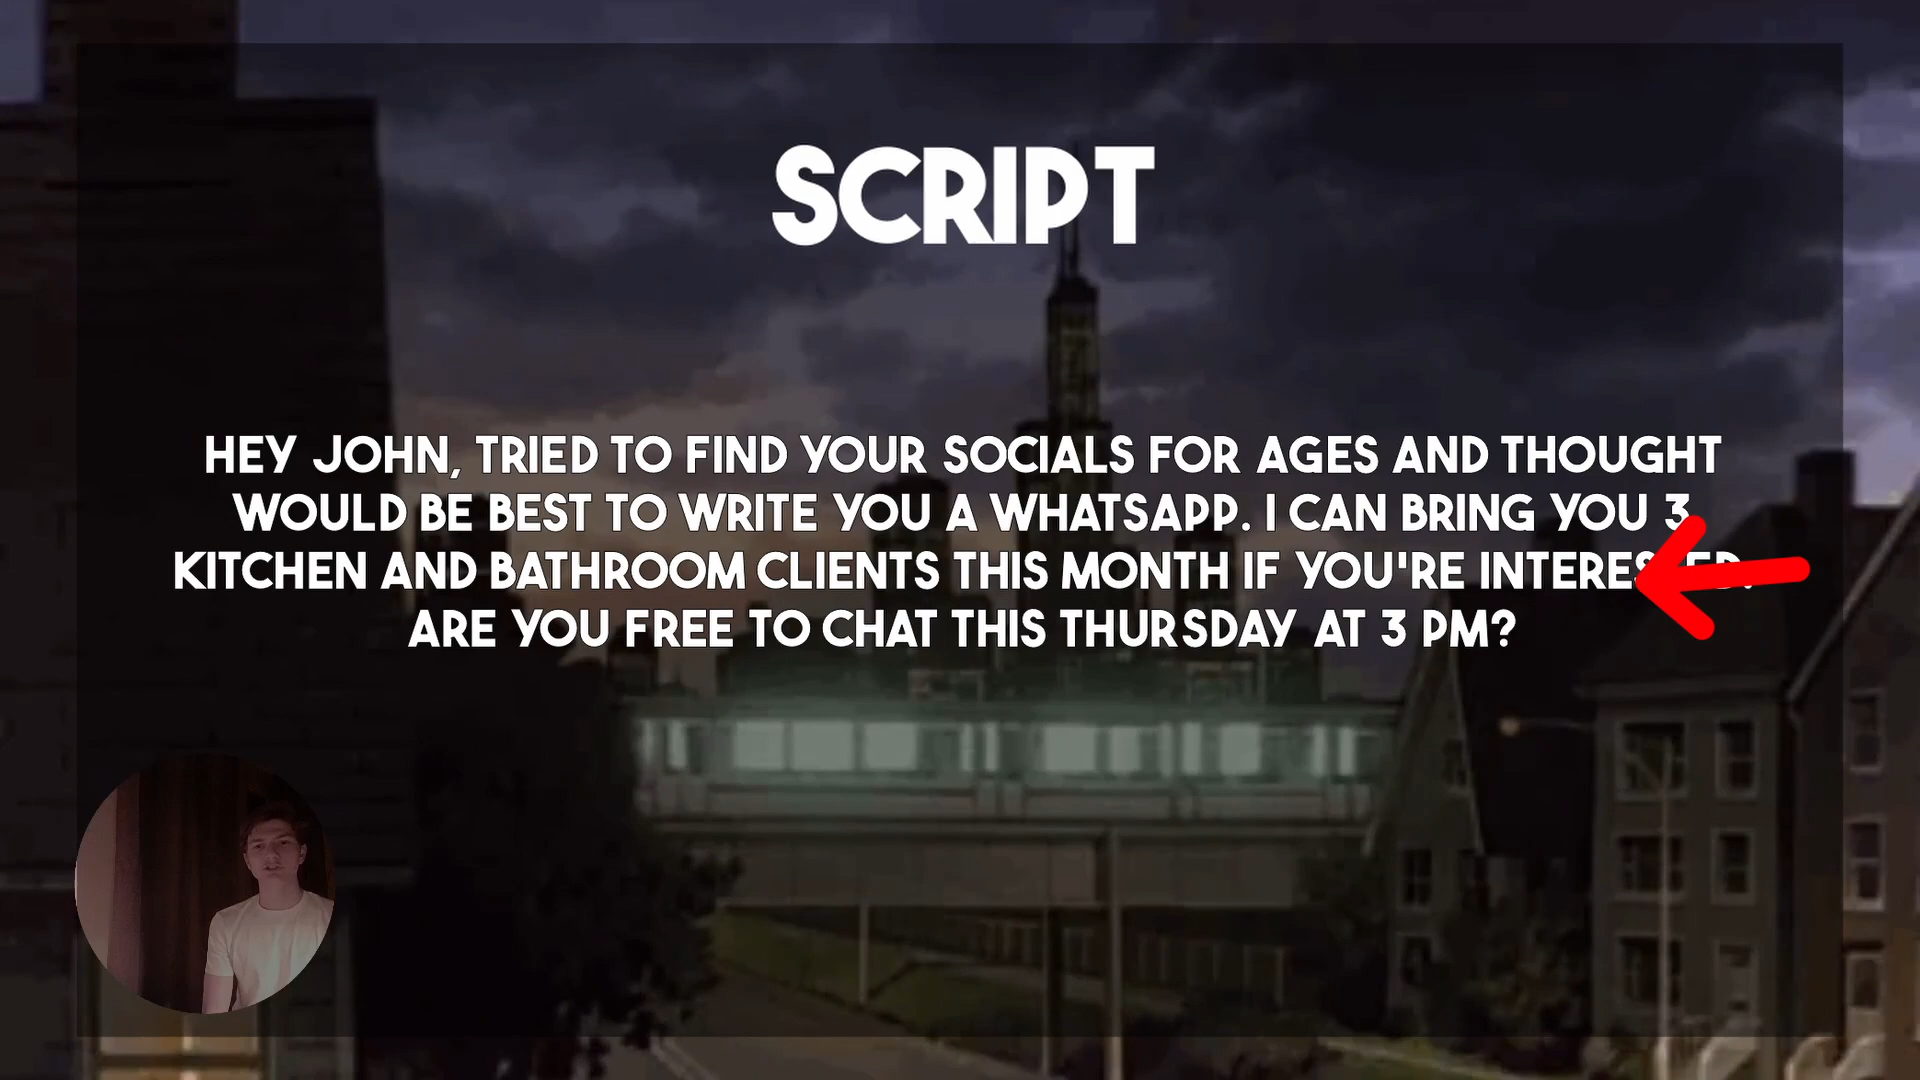 SCRIPT
HEY JOHN, TRIED TO FIND YOUR SOCIALS FOR AGES AND THOUGHT
WOULD BE BEST TO WRITE YOU A WHATSAPP. I CAN BRING YOU 3
KITCHEN AND BATHROOM CLIENTS THIS MONTH IF YOU'RE INTERESTED.
ARE YOU FREE TO CHAT THIS THURSDAY AT 3 PM?